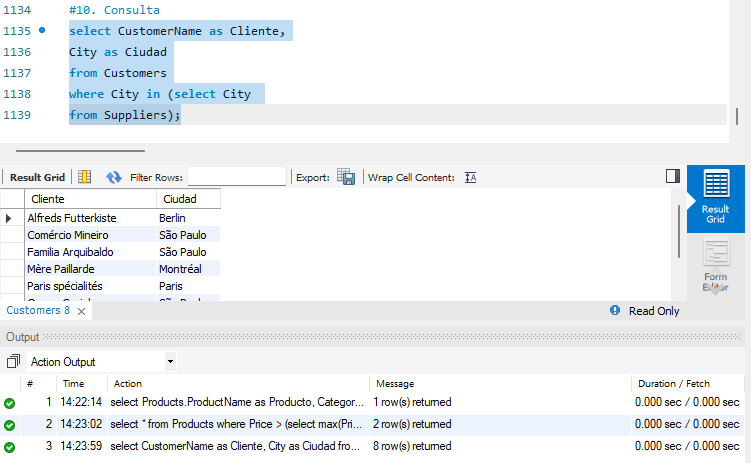 1134 #10. Consulta
1135 select CustomerName as Cliente,
1136 City as Ciudad
1137 from Customers
1138 where City in (select City
1139 from Suppliers);
Result Grid Filter Rows: Export: Wrap Cell Content: IA
Cliente Ciudad
Alfreds Futterkiste Berlin
Comércio Mineiro São Paulo
Familia Arquibaldo São Paulo
Mère Paillarde Montréal
Paris spécialités Paris
São Paulo
Result Grid
Form Editor
Customers 8 × Read Only
Output
Action Output
# Time Action Message Duration / Fetch
1 14:22:14 select Products.ProductName as Producto, Categor... 1 row(s) returned 0.000 sec / 0.000 sec
2 14:23:02 select * from Products where Price > (select max(Pri... 2 row(s) returned 0.000 sec / 0.000 sec
3 14:23:59 select CustomerName as Cliente, City as Ciudad fro... 8 row(s) returned 0.000 sec / 0.000 sec